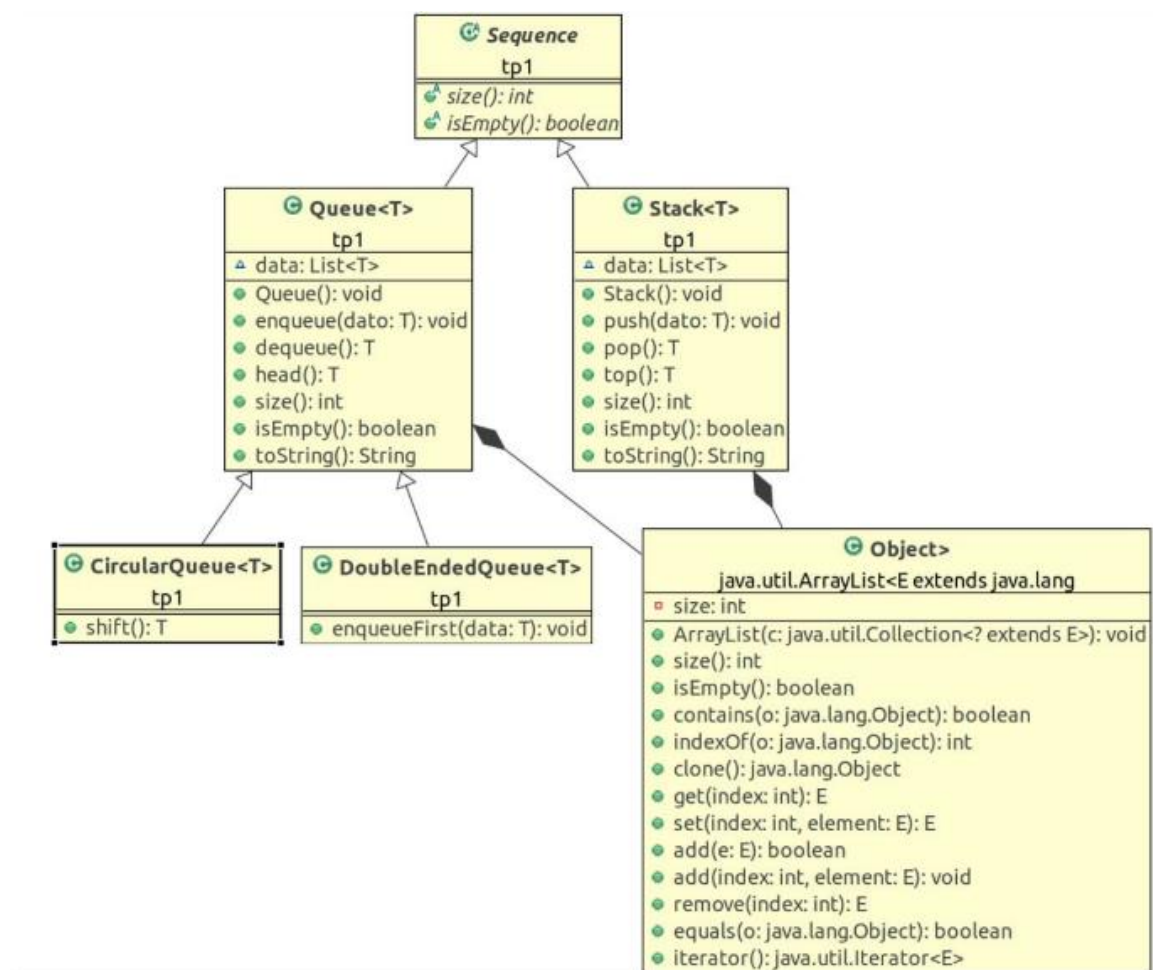 Sequence
tp1
size(): int
isEmpty(): boolean
Queue<T>
tp1
data: List<T>
Queue(): void
enqueue(dato: T): void
dequeue(): T
head(): T
size(): int
isEmpty(): boolean
toString(): String
Stack<T>
tp1
data: List<T>
Stack(): void
push(dato: T): void
pop(): T
top(): T
size(): int
isEmpty(): boolean
toString(): String
CircularQueue<T>
tp1
shift(): T
DoubleEndedQueue<T>
tp1
enqueueFirst(data: T): void
Object>
java.util.ArrayList<E extends java.lang
size: int
ArrayList(c: java.util.Collection<? extends E>): void
size(): int
isEmpty(): boolean
contains(o: java.lang.Object): boolean
indexOf(o: java.lang.Object): int
clone(): java.lang.Object
get(index: int): E
set(index: int, element: E): E
add(e: E): boolean
add(index: int, element: E): void
remove(index: int): E
equals(o: java.lang.Object): boolean
iterator(): java.util.Iterator<E>